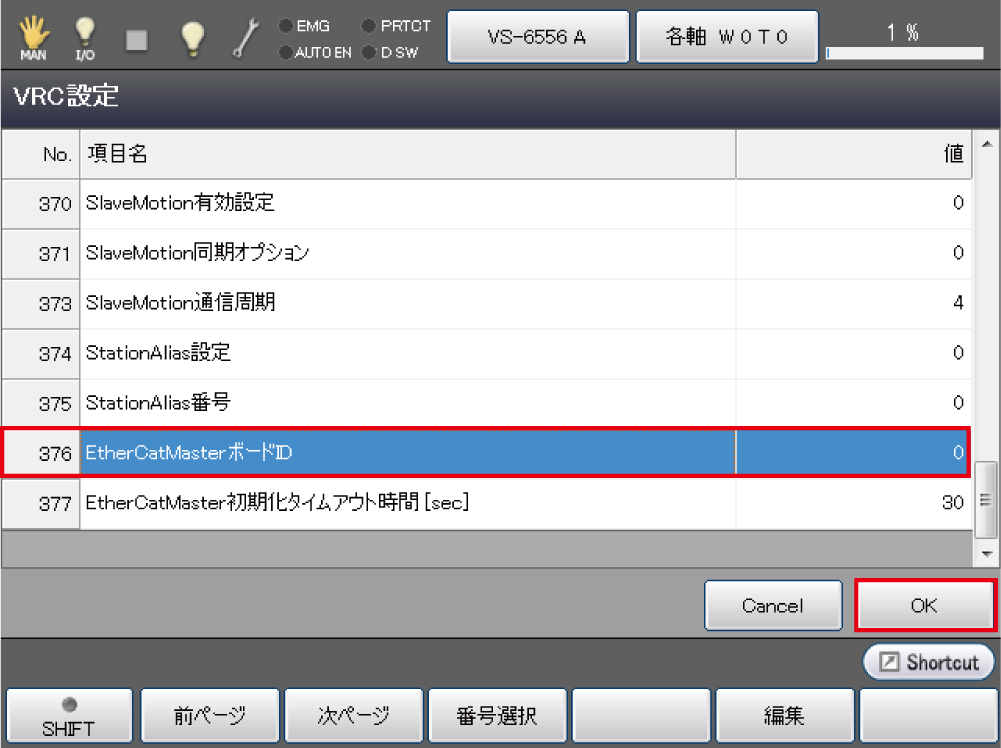 MAN I/O EMG PRTCT VS-6556 A 各軸 W0T0 1 %
AUTO EN D SW
VRC設定
No. 項目名 値
370 SlaveMotion有効設定 0
371 SlaveMotion同期オプション 0
373 SlaveMotion通信周期 4
374 StationAlias設定 0
375 StationAlias番号 0
376 EtherCatMasterボードID 0
377 EtherCatMaster初期化タイムアウト時間 [sec] 30
Cancel OK
Shortcut
SHIFT 前ページ 次ページ 番号選択 編集